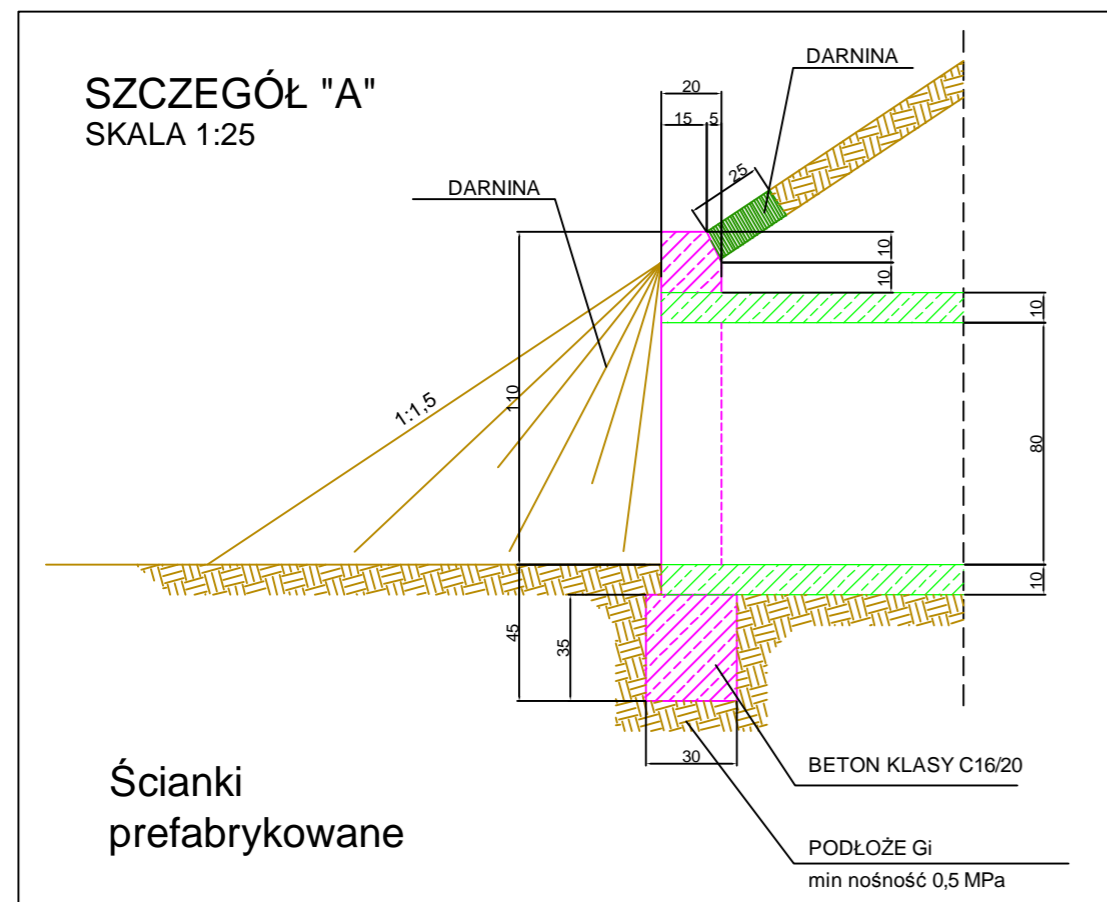 SZCZEGÓŁ "A"
SKALA 1:25
DARNINA
20
15 5
25
DARNINA
10
10
10
1:1,5
110
80
10
45
35
30
BETON KLASY C16/20
Ścianki
prefabrykowane
PODŁOŻE Gi
min nośność 0,5 MPa